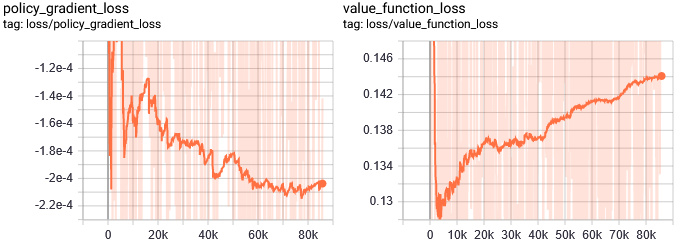 policy_gradient_loss
tag: loss/policy_gradient_loss
-1.2e-4
-1.4e-4
-1.6e-4
-1.8e-4
-2e-4
-2.2e-4
0 20k 40k 60k 80k
value_function_loss
tag: loss/value_function_loss
0.146
0.142
0.138
0.134
0.13
0 10k 20k 30k 40k 50k 60k 70k 80k